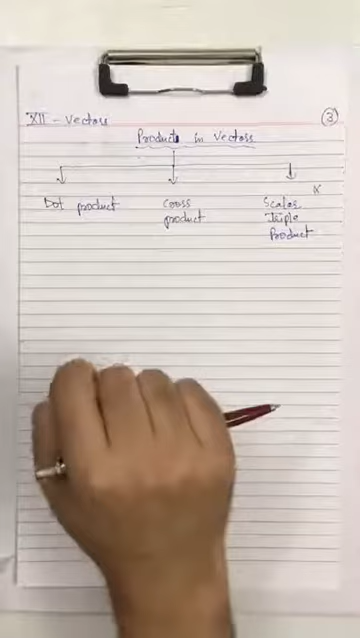 XII - Vectors
3
Products in Vectors
x
Dot product
Cross product
Scalar Triple Product